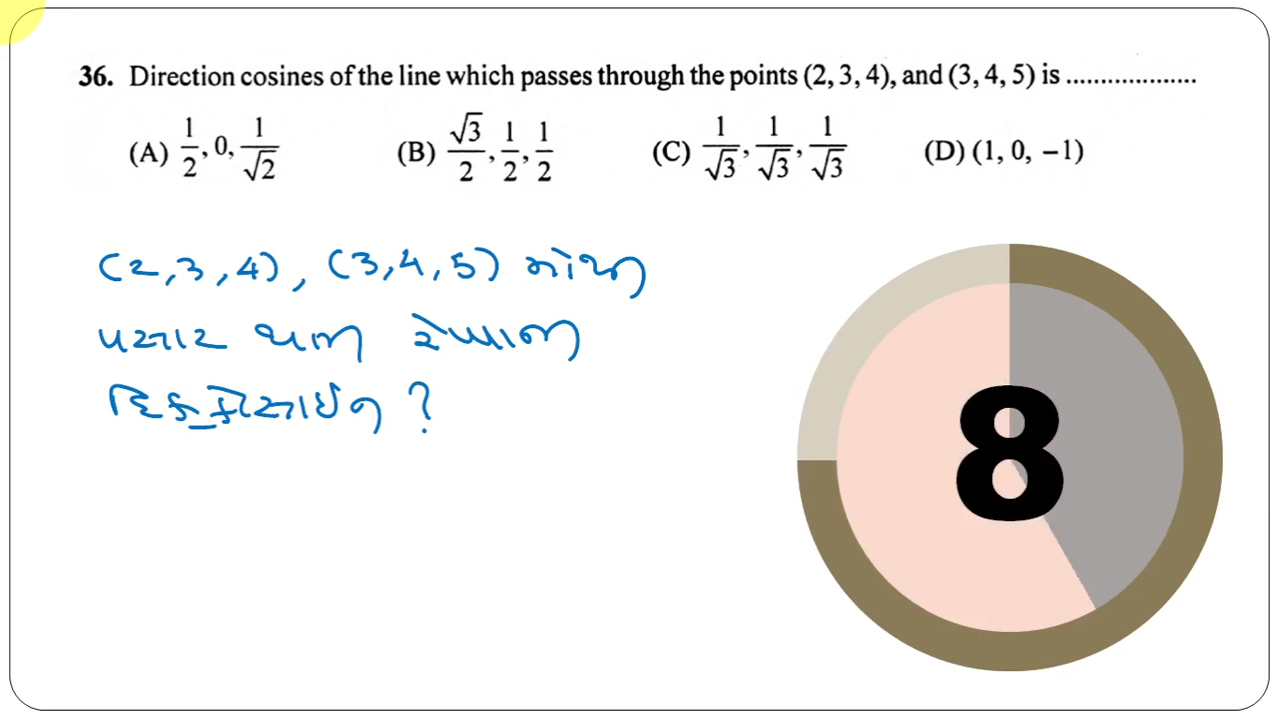 36. Direction cosines of the line which passes through the points (2, 3, 4), and (3, 4, 5) is ...................
(A) 1/2, 0, 1/√2 (B) √3/2, 1/2, 1/2 (C) 1/√3, 1/√3, 1/√3 (D) (1, 0, −1)
(2,3,4), (3,4,5) માંથી
પસાર થતી રેખાની
દિક્કોસાઈન ?
8